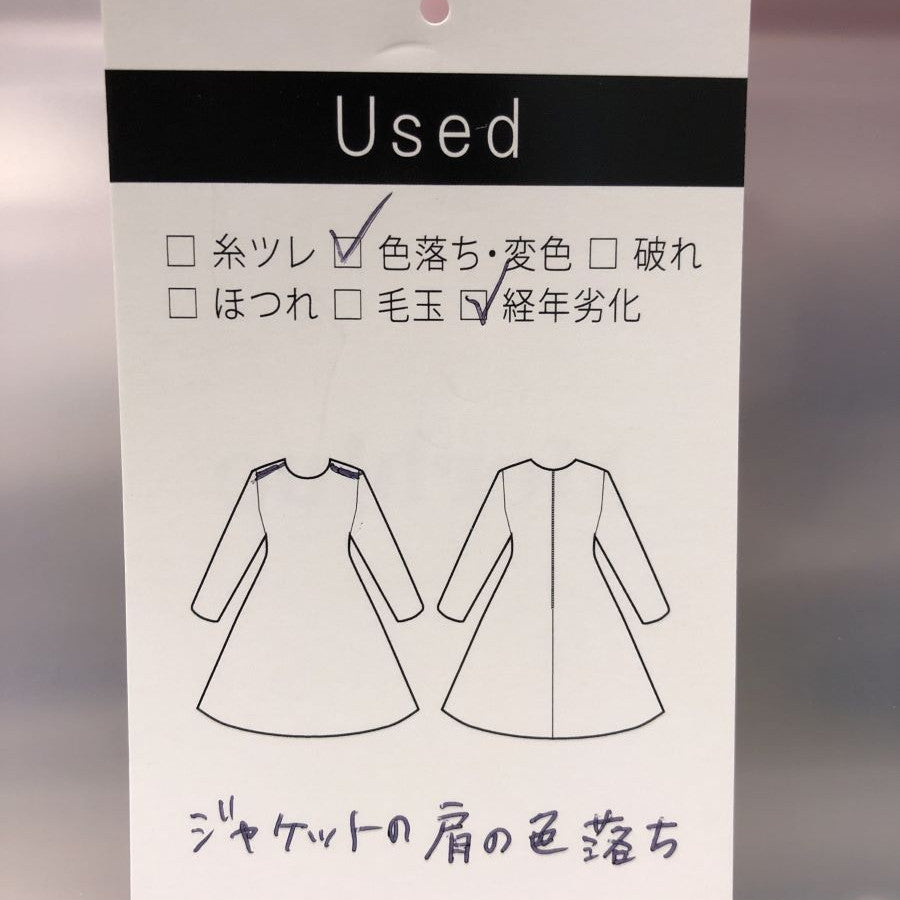 Used
□ 糸ツレ ☑ 色落ち・変色 □ 破れ
□ ほつれ □ 毛玉 ☑ 経年劣化
ジャケットの肩の色落ち